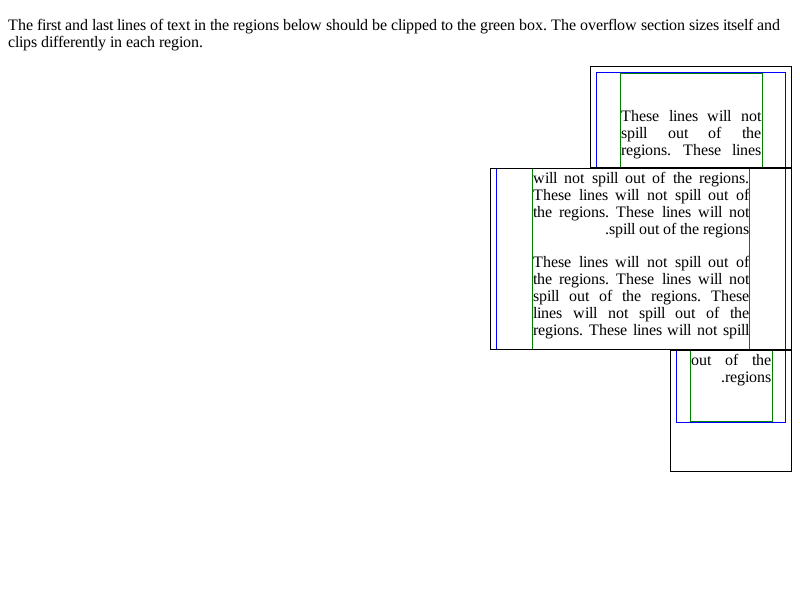 The first and last lines of text in the regions below should be clipped to the green box. The overflow section sizes itself and
clips differently in each region.
These lines will not
spill out of the
regions. These lines
will not spill out of the regions.
These lines will not spill out of
the regions. These lines will not
.spill out of the regions
These lines will not spill out of
the regions. These lines will not
spill out of the regions. These
lines will not spill out of the
regions. These lines will not spill
out of the
.regions